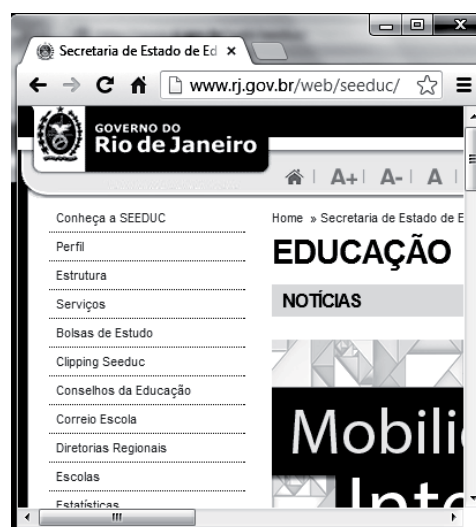 Secretaria de Estado de Ed
www.rj.gov.br/web/seeduc/
GOVERNO DO
Rio de Janeiro
A+ | A- | A |
Conheça a SEEDUC
Perfil
Estrutura
Serviços
Bolsas de Estudo
Clipping Seeduc
Conselhos da Educação
Correio Escola
Diretorias Regionais
Escolas
Estatísticas
Home » Secretaria de Estado de E
EDUCAÇÃO
NOTÍCIAS
Mobili
Inte